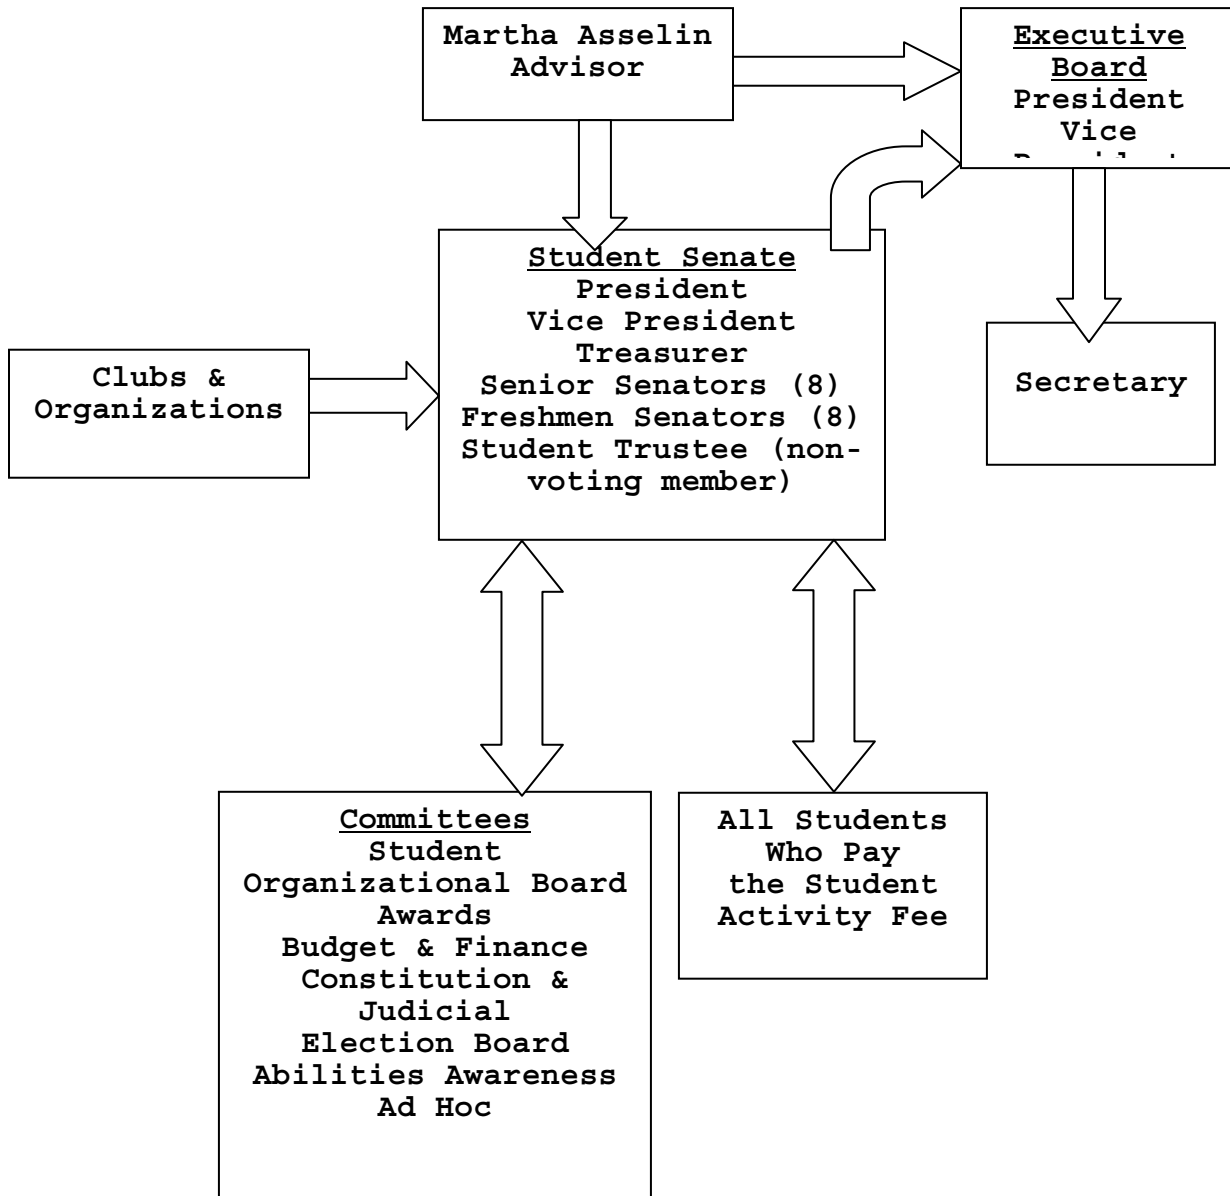 Martha Asselin
Advisor
Executive
Board
President
Vice
Student Senate
President
Vice President
Treasurer
Senior Senators (8)
Freshmen Senators (8)
Student Trustee (non-
voting member)
Clubs &
Organizations
Secretary
Committees
Student
Organizational Board
Awards
Budget & Finance
Constitution &
Judicial
Election Board
Abilities Awareness
Ad Hoc
All Students
Who Pay
the Student
Activity Fee